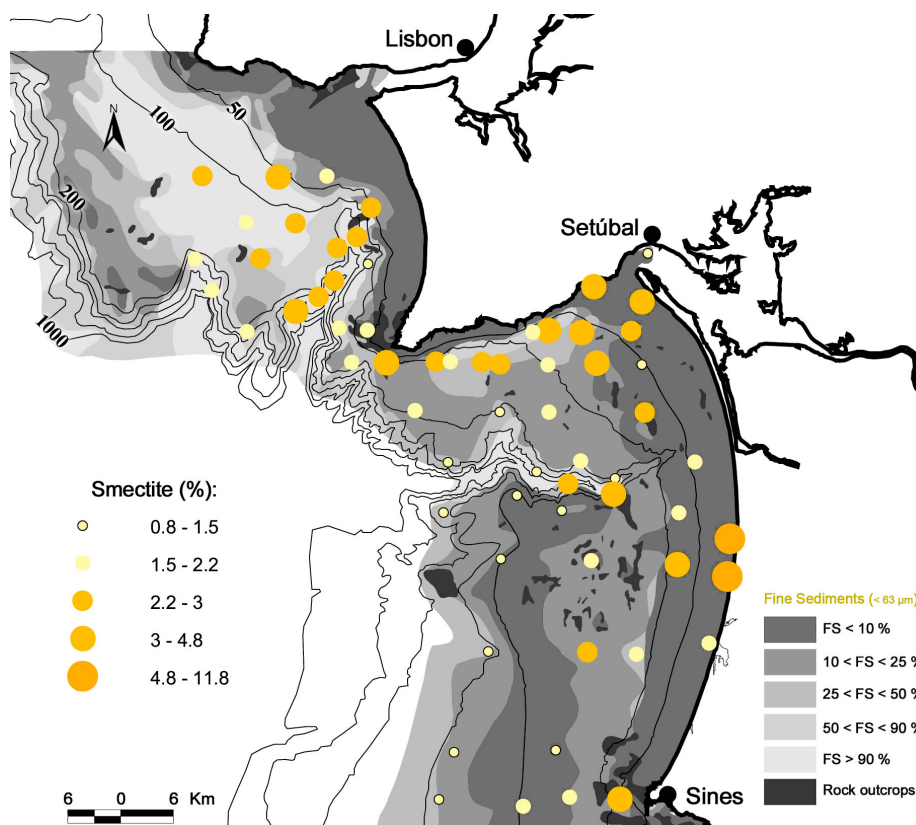 Lisbon
50
100
N
200
Setúbal
1000
Smectite (%):
0.8 - 1.5
1.5 - 2.2
2.2 - 3
3 - 4.8
4.8 - 11.8
Fine Sediments (< 63 µm)
FS < 10 %
10 < FS < 25 %
25 < FS < 50 %
50 < FS < 90 %
FS > 90 %
Rock outcrops
6 0 6 Km
Sines